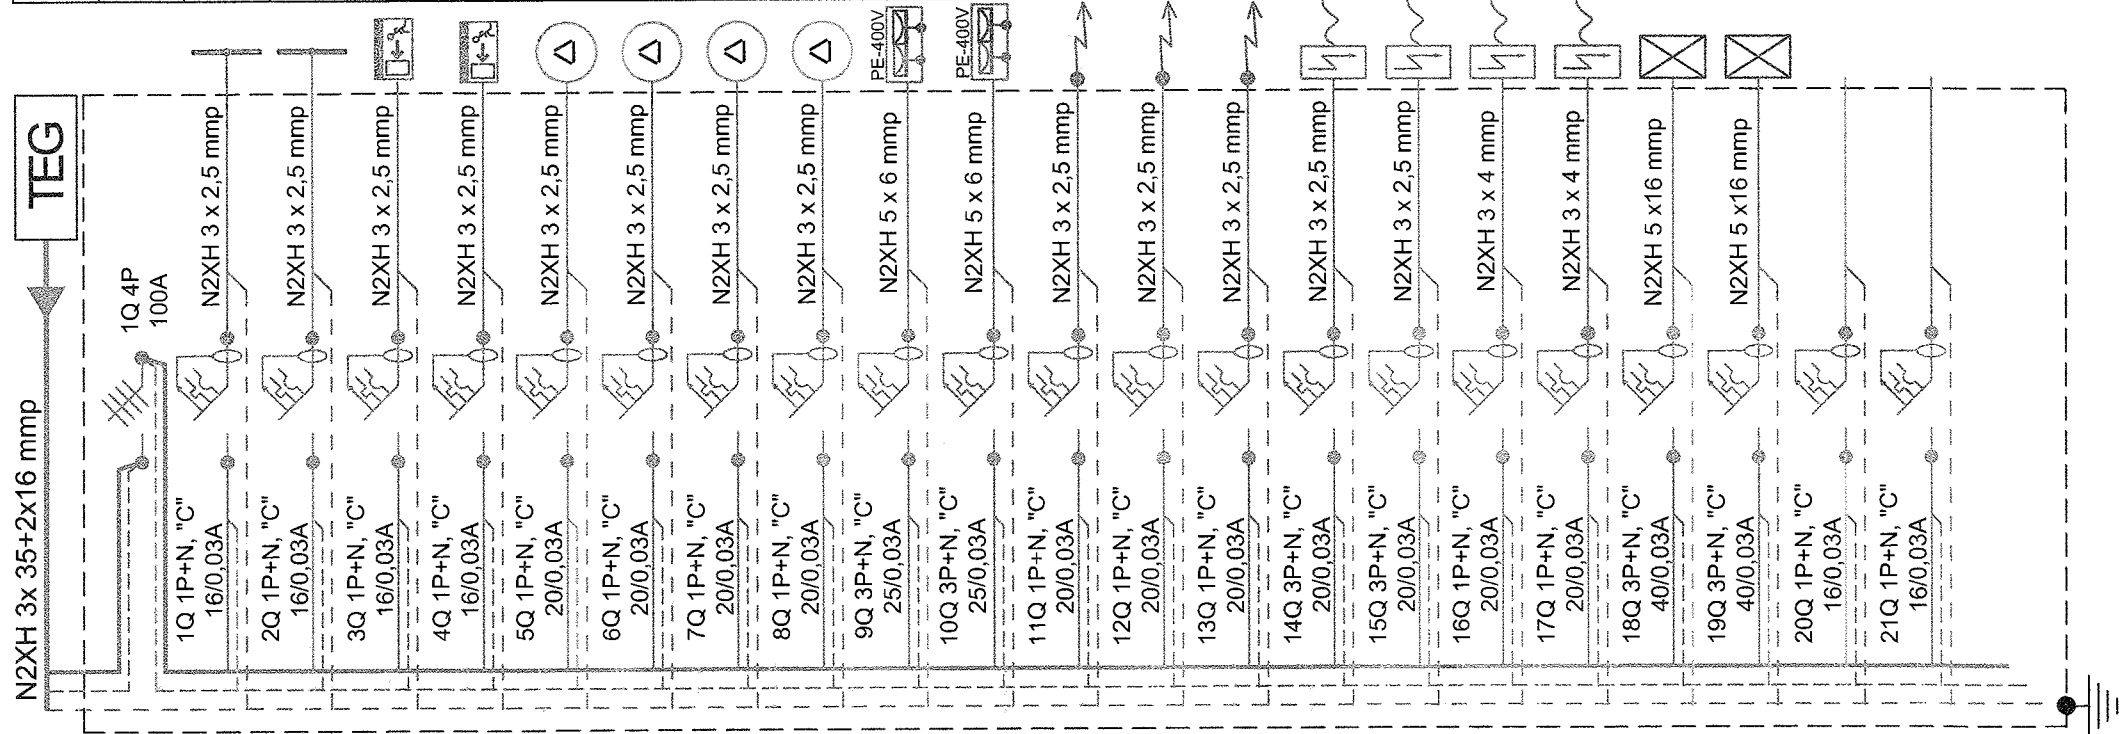 TEG
N2XH 3x 35+2x16 mmp
1Q 4P
100A
1Q 1P+N, "C"
16/0,03A
N2XH 3 x 2,5 mmp
2Q 1P+N, "C"
16/0,03A
N2XH 3 x 2,5 mmp
3Q 1P+N, "C"
16/0,03A
N2XH 3 x 2,5 mmp
4Q 1P+N, "C"
16/0,03A
N2XH 3 x 2,5 mmp
5Q 1P+N, "C"
20/0,03A
N2XH 3 x 2,5 mmp
6Q 1P+N, "C"
20/0,03A
N2XH 3 x 2,5 mmp
7Q 1P+N, "C"
20/0,03A
N2XH 3 x 2,5 mmp
8Q 1P+N, "C"
20/0,03A
N2XH 3 x 2,5 mmp
9Q 3P+N, "C"
25/0,03A
N2XH 5 x 6 mmp
PE-400V
10Q 3P+N, "C"
25/0,03A
N2XH 5 x 6 mmp
PE-400V
11Q 1P+N, "C"
20/0,03A
N2XH 3 x 2,5 mmp
12Q 1P+N, "C"
20/0,03A
N2XH 3 x 2,5 mmp
13Q 1P+N, "C"
20/0,03A
N2XH 3 x 2,5 mmp
14Q 3P+N, "C"
20/0,03A
N2XH 3 x 2,5 mmp
15Q 3P+N, "C"
20/0,03A
N2XH 3 x 2,5 mmp
16Q 1P+N, "C"
20/0,03A
N2XH 3 x 4 mmp
17Q 1P+N, "C"
20/0,03A
N2XH 3 x 4 mmp
18Q 3P+N, "C"
40/0,03A
N2XH 5 x16 mmp
19Q 3P+N, "C"
40/0,03A
N2XH 5 x16 mmp
20Q 1P+N, "C"
16/0,03A
21Q 1P+N, "C"
16/0,03A